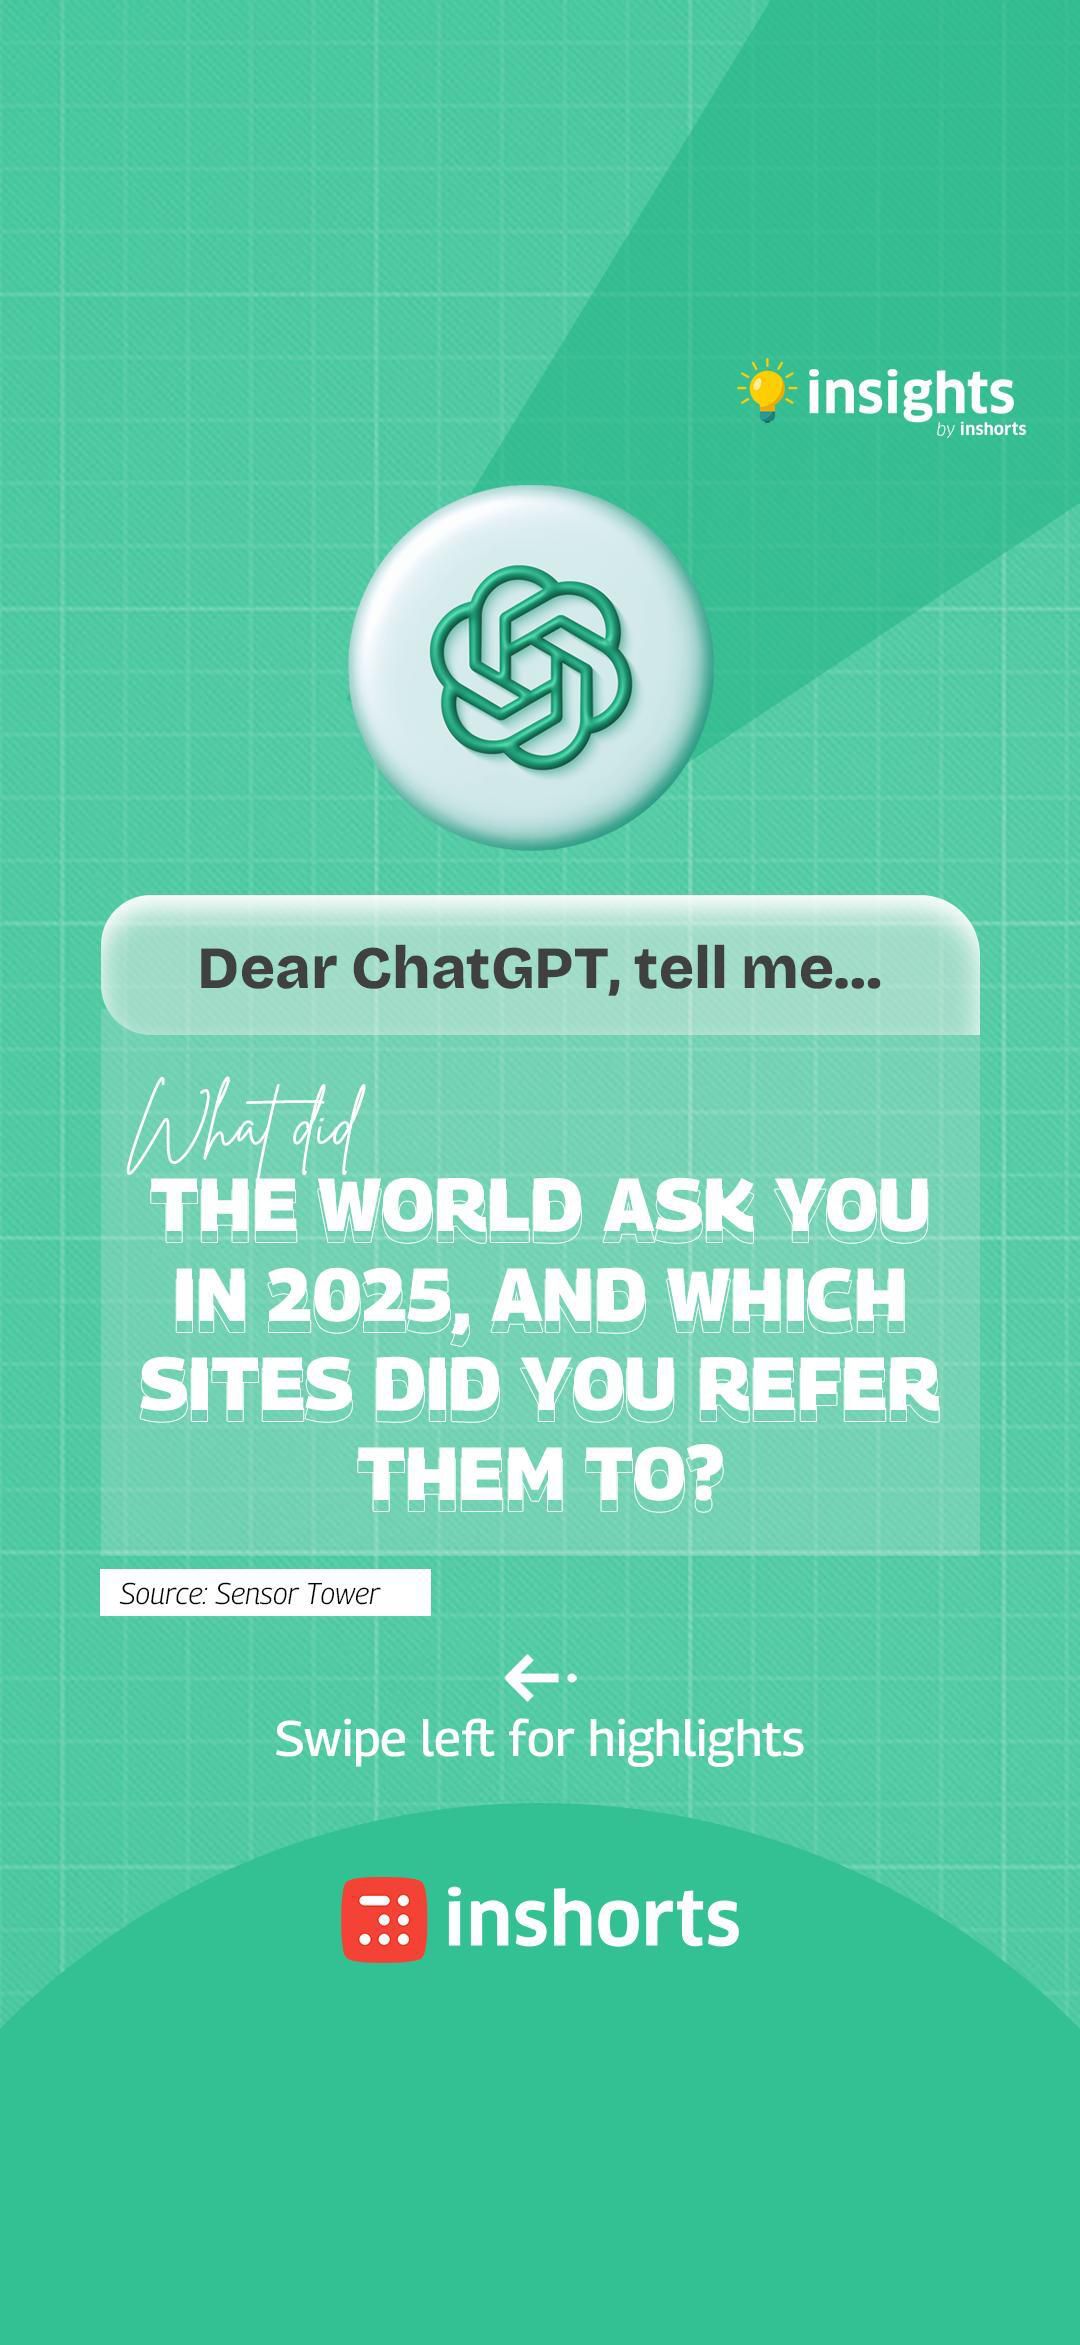 insights
by inshorts
Dear ChatGPT, tell me...
What did
THE WORLD ASK YOU
IN 2025, AND WHICH
SITES DID YOU REFER
THEM TO?
Source: Sensor Tower
Swipe left for highlights
inshorts